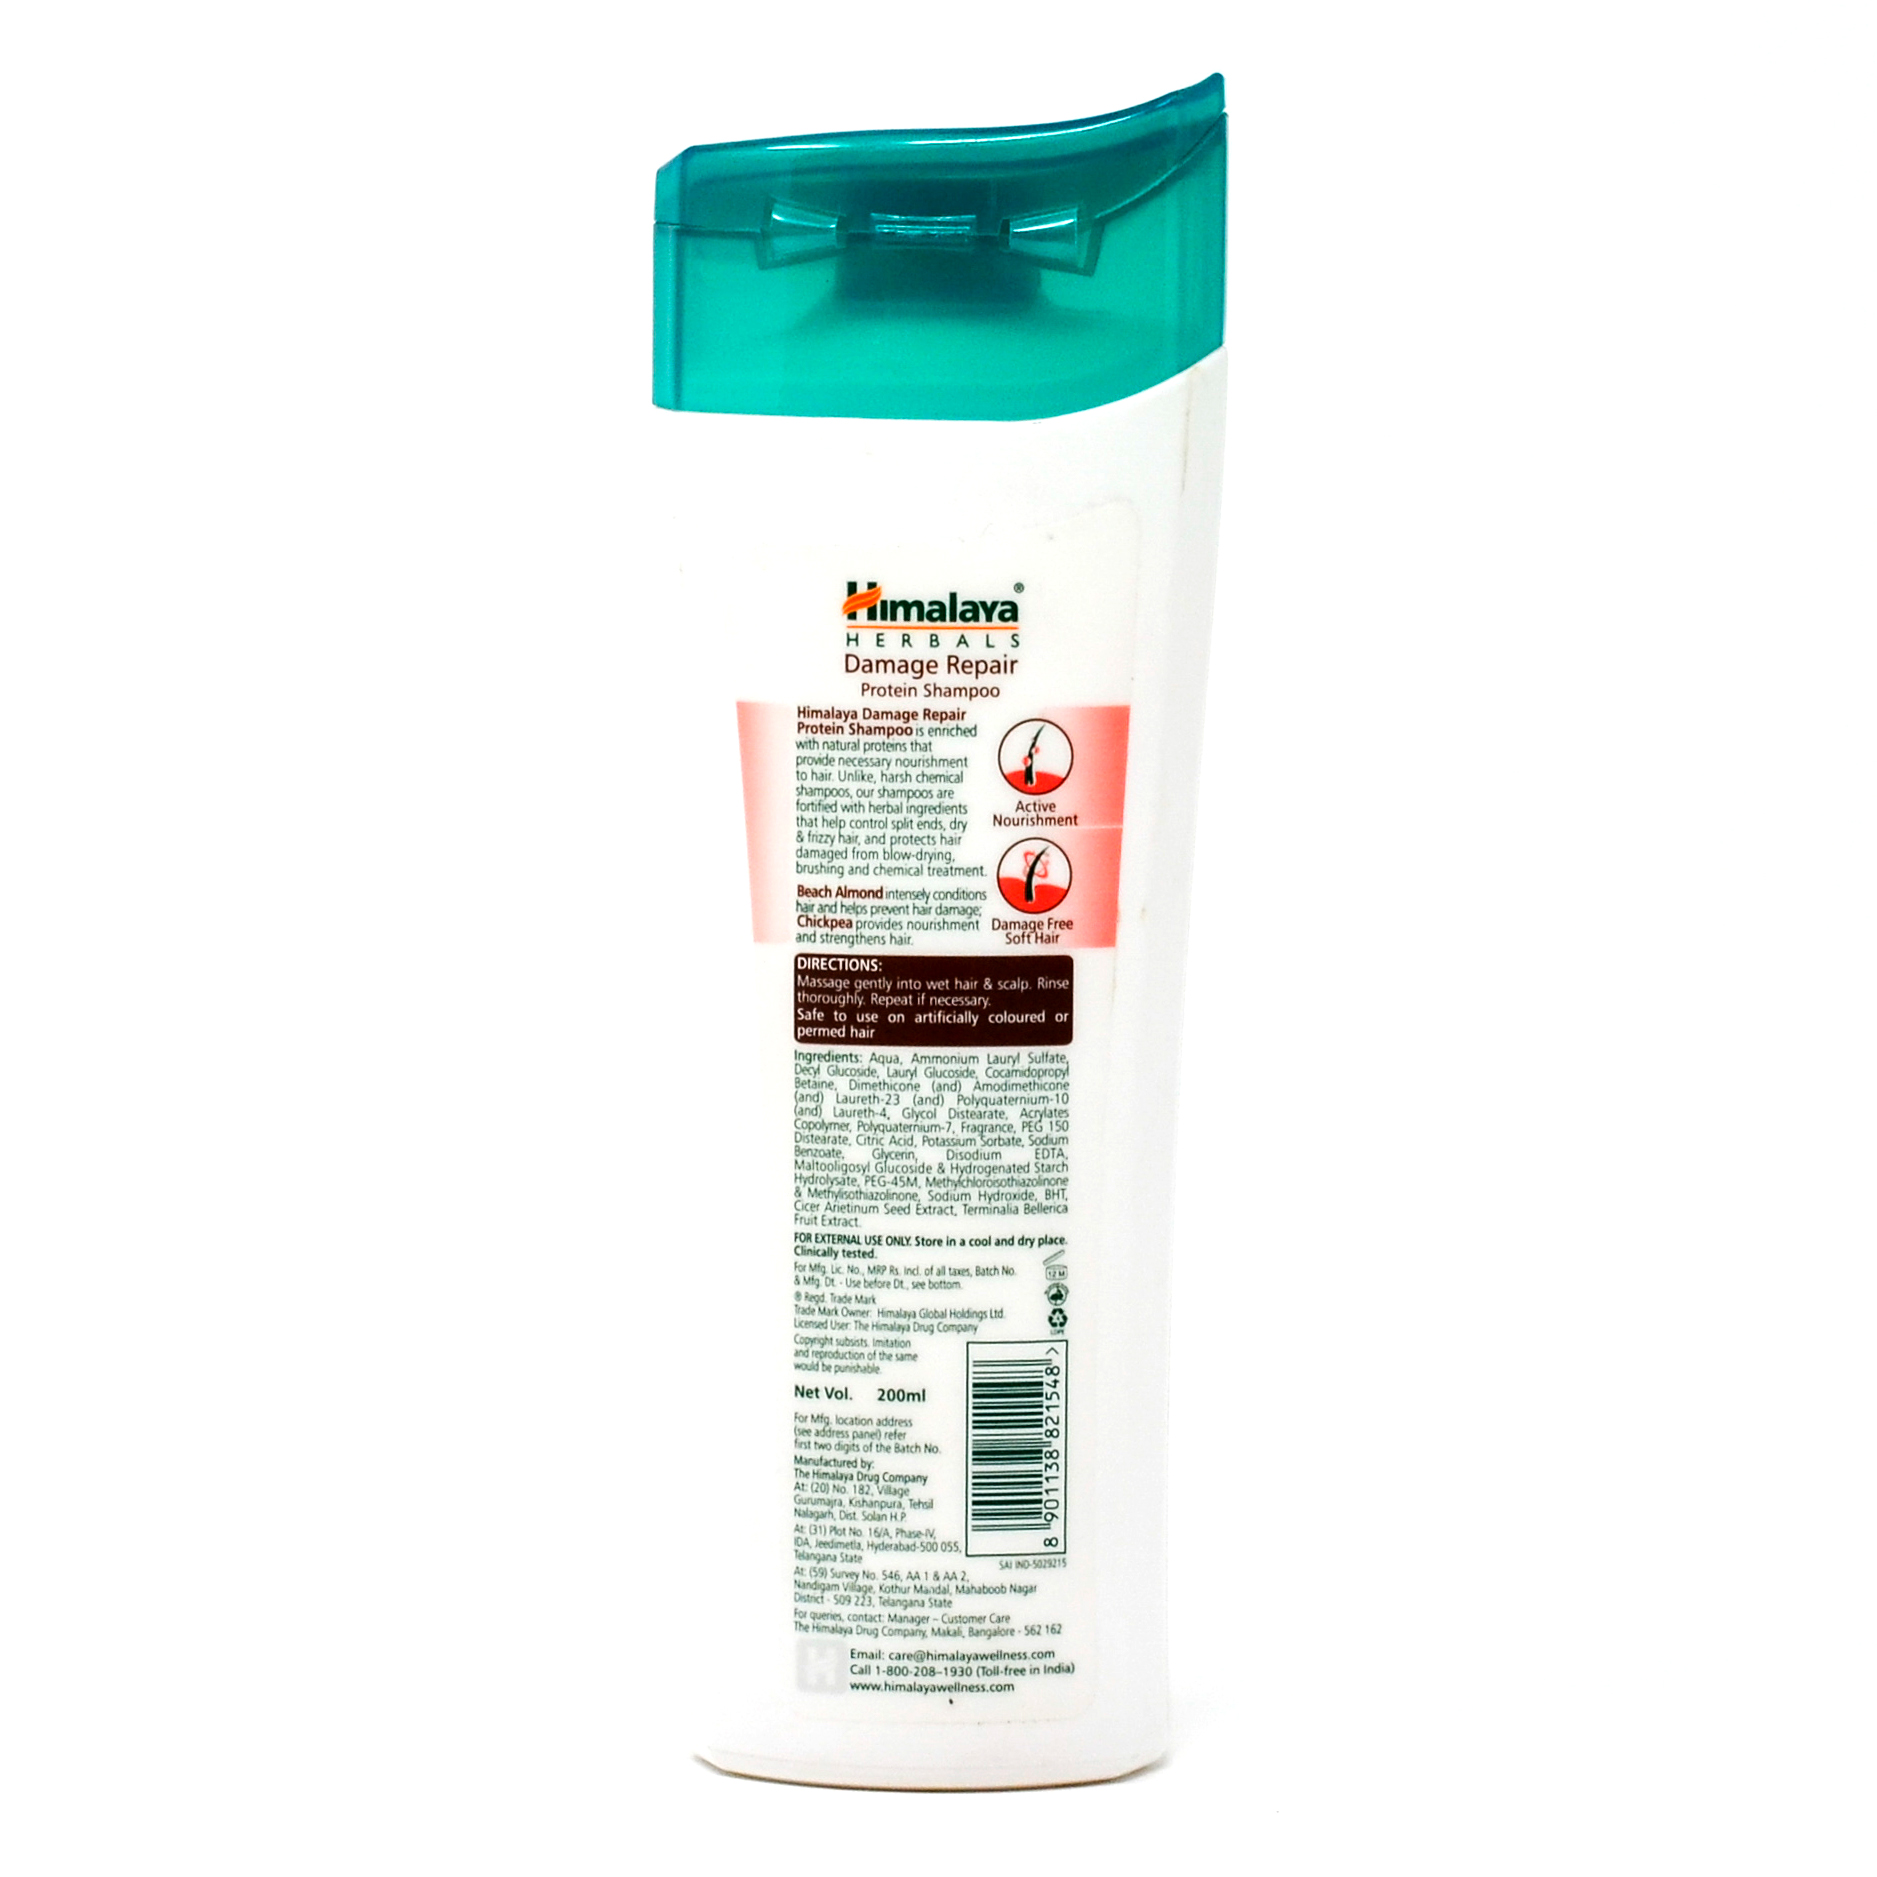 Himalaya®
HERBALS
Damage Repair
Protein Shampoo
Himalaya Damage Repair
Protein Shampoo is enriched
with natural proteins that
provide necessary nourishment
to hair. Unlike, harsh chemical
shampoos, our shampoos are
fortified with herbal ingredients
that help control split ends, dry
& frizzy hair, and protects hair
damaged from blow-drying,
brushing and chemical treatment.
Beach Almond intensely conditions
hair and helps prevent hair damage;
Chickpea provides nourishment
and strengthens hair.
Active
Nourishment
Damage Free
Soft Hair
DIRECTIONS:
Massage gently into wet hair & scalp. Rinse
thoroughly. Repeat if necessary.
Safe to use on artificially coloured or
permed hair
Ingredients: Aqua, Ammonium Lauryl Sulfate,
Decyl Glucoside, Lauryl Glucoside, Cocamidopropyl
Betaine, Dimethicone (and) Amodimethicone
(and) Laureth-23 (and) Polyquaternium-10
(and) Laureth-4, Glycol Distearate, Acrylates
Copolymer, Polyquaternium-7, Fragrance, PEG 150
Distearate, Citric Acid, Potassium Sorbate, Sodium
Benzoate, Glycerin, Disodium EDTA,
Maltooligosyl Glucoside & Hydrogenated Starch
Hydrolysate, PEG-45M, Methylchloroisothiazolinone
& Methylisothiazolinone, Sodium Hydroxide, BHT,
Cicer Arietinum Seed Extract, Terminalia Bellerica
Fruit Extract.
FOR EXTERNAL USE ONLY. Store in a cool and dry place.
Clinically tested.
For Mfg. Lic. No., MRP Rs. Incl. of all taxes, Batch No.
& Mfg. Dt. - Use before Dt., see bottom.
12 M
® Regd. Trade Mark
Trade Mark Owner: Himalaya Global Holdings Ltd.
Licensed User: The Himalaya Drug Company
LDPE
Copyright subsists. Imitation
and reproduction of the same
would be punishable.
Net Vol. 200ml
For Mfg. location address
(see address panel) refer
first two digits of the Batch No.
Manufactured by:
The Himalaya Drug Company
At: (20) No. 182, Village
Gurumajra, Kishanpura, Tehsil
Nalagarh, Dist. Solan H.P.
At: (31) Plot No. 16/A, Phase-IV,
IDA, Jeedimetla, Hyderabad-500 055,
Telangana State
8 901138 821548 >
SAI IND-5029215
At: (59) Survey No. 546, AA 1 & AA 2,
Nandigam Village, Kothur Mandal, Mahaboob Nagar
District - 509 223, Telangana State
For queries, contact: Manager – Customer Care
The Himalaya Drug Company, Makali, Bangalore - 562 162
Email: care@himalayawellness.com
Call 1-800-208-1930 (Toll-free in India)
www.himalayawellness.com